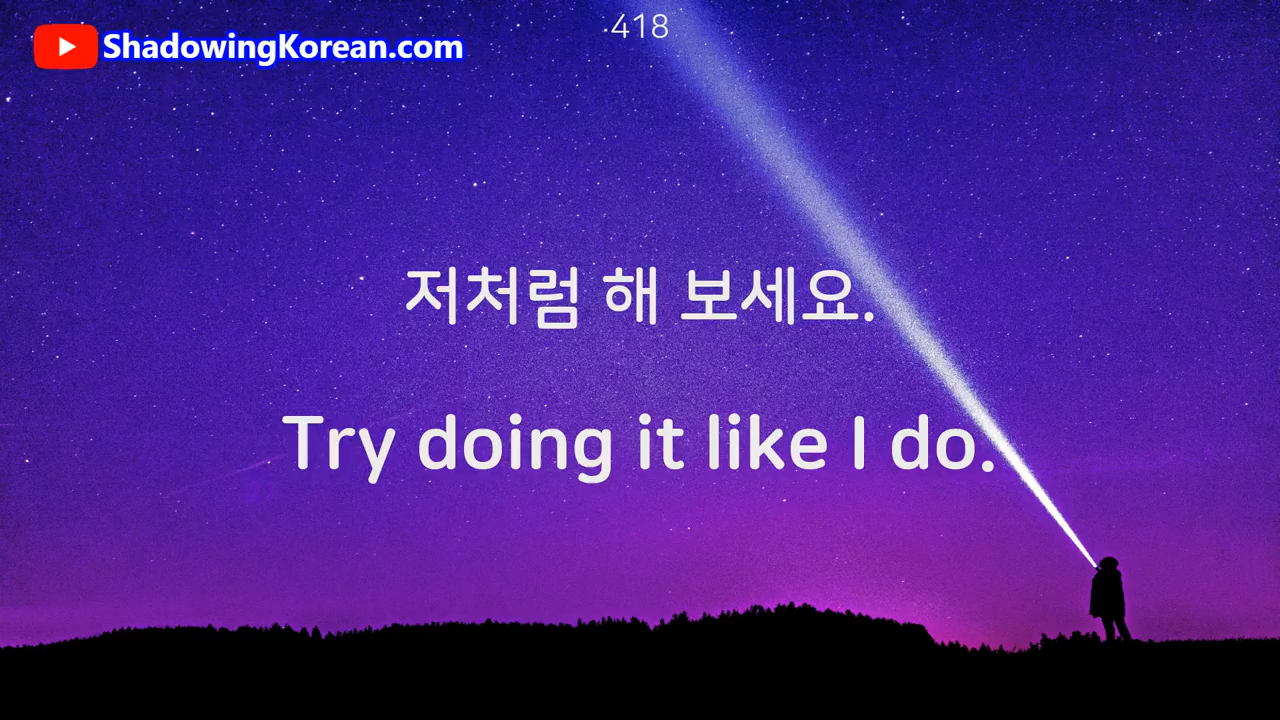 418
ShadowingKorean.com
저처럼 해 보세요.
Try doing it like I do.